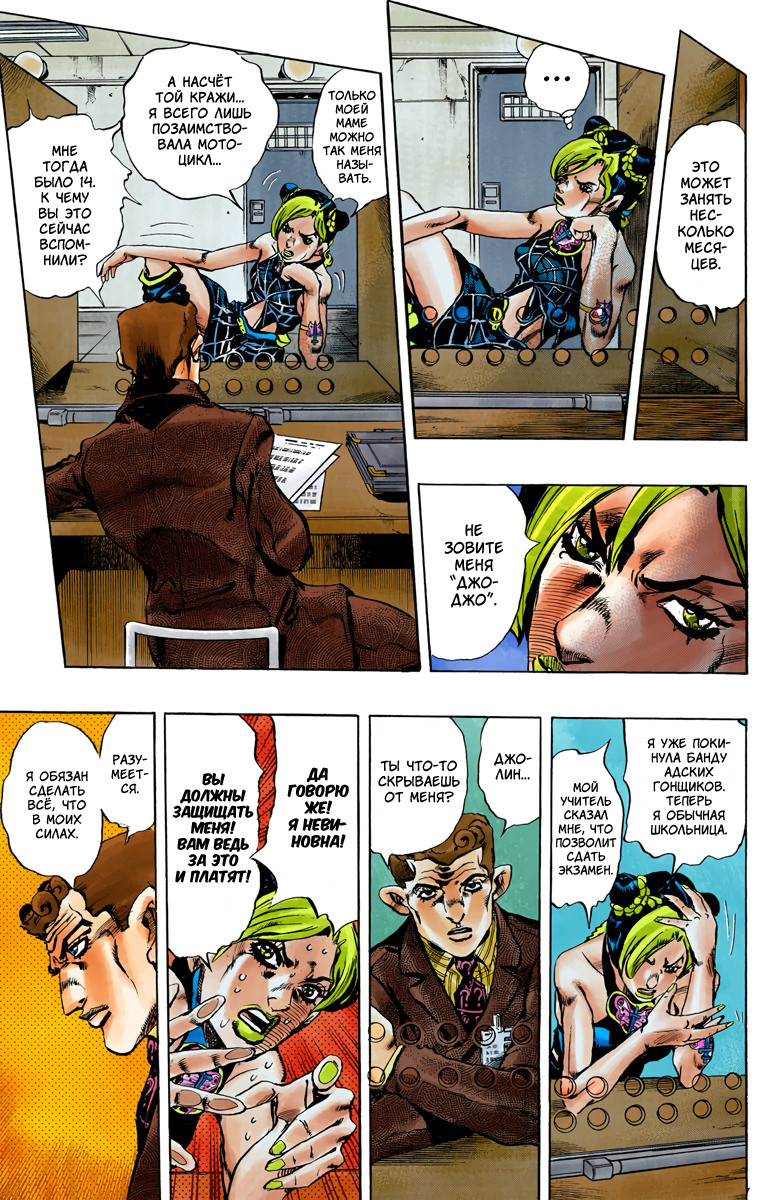 ЭТО
МОЖЕТ
ЗАНЯТЬ
НЕС-
КОЛЬКО
МЕСЯ-
ЦЕВ.
...
ТОЛЬКО
МОЕЙ
МАМЕ
МОЖНО
ТАК МЕНЯ
НАЗЫ-
ВАТЬ.
А НАСЧЁТ
ТОЙ КРАЖИ...
Я ВСЕГО ЛИШЬ
ПОЗАИМСТВО-
ВАЛА МОТО-
ЦИКЛ...
МНЕ
ТОГДА
БЫЛО 14.
К ЧЕМУ
ВЫ ЭТО
СЕЙЧАС
ВСПОМ-
НИЛИ?
НЕ
ЗОВИТЕ
МЕНЯ
"ДЖО-
ДЖО".
Я УЖЕ ПОКИ-
НУЛА БАНДУ
АДСКИХ
ГОНЩИКОВ.
ТЕПЕРЬ
Я ОБЫЧНАЯ
ШКОЛЬНИЦА.
МОЙ
УЧИТЕЛЬ
СКАЗАЛ
МНЕ, ЧТО
ПОЗВОЛИТ
СДАТЬ
ЭКЗАМЕН.
ДЖО-
ЛИН...
ТЫ ЧТО-ТО
СКРЫВАЕШЬ
ОТ МЕНЯ?
ДА
ГОВОРЮ
ЖЕ!
Я НЕВИ-
НОВНА!
ВЫ
ДОЛЖНЫ
ЗАЩИЩАТЬ
МЕНЯ!
ВАМ ВЕДЬ
ЗА ЭТО
И ПЛАТЯТ!
РАЗУ-
МЕЕТ-
СЯ.
Я ОБЯЗАН
СДЕЛАТЬ
ВСЁ, ЧТО
В МОИХ
СИЛАХ.